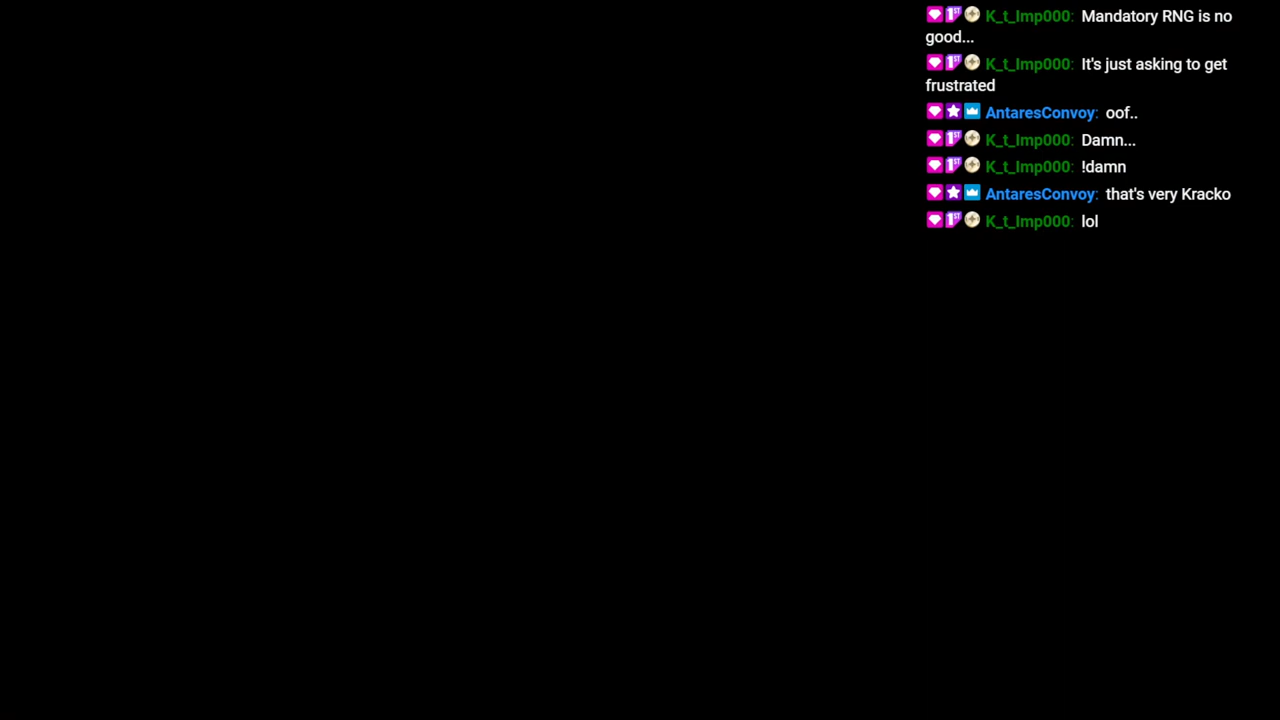 K_t_Imp000: Mandatory RNG is no
good...
K_t_Imp000: It's just asking to get
frustrated
AntaresConvoy: oof..
K_t_Imp000: Damn...
K_t_Imp000: !damn
AntaresConvoy: that's very Kracko
K_t_Imp000: lol